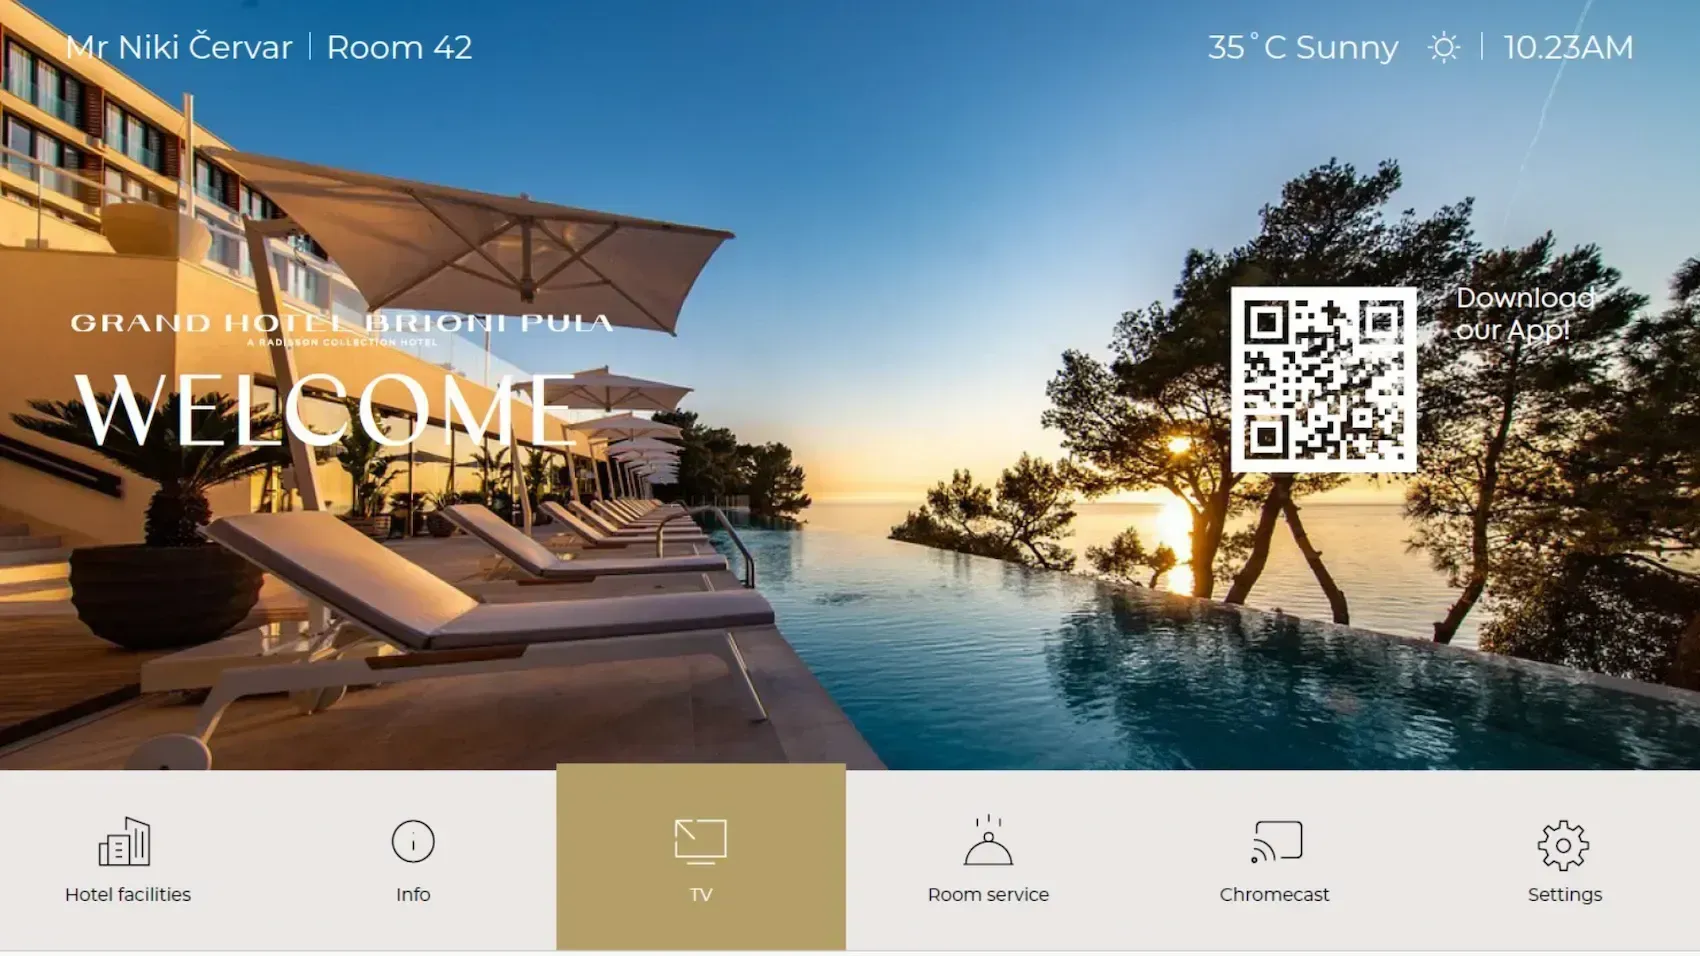 Mr Niki Červar | Room 42
35°C Sunny | 10.23AM
GRAND HOTEL BRIONI PULA
A RADISSON COLLECTION HOTEL
WELCOME
Download
our App!
Hotel facilities
Info
TV
Room service
Chromecast
Settings